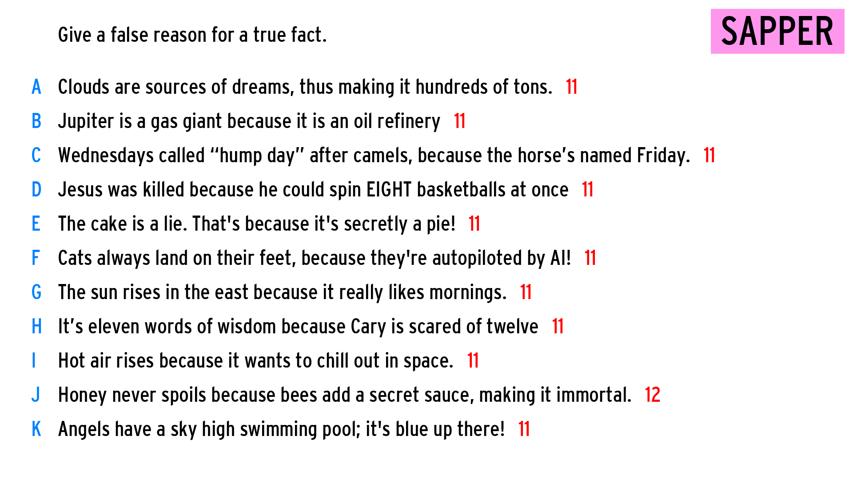 Give a false reason for a true fact.
SAPPER
A Clouds are sources of dreams, thus making it hundreds of tons. 11
B Jupiter is a gas giant because it is an oil refinery 11
C Wednesdays called “hump day” after camels, because the horse’s named Friday. 11
D Jesus was killed because he could spin EIGHT basketballs at once 11
E The cake is a lie. That's because it's secretly a pie! 11
F Cats always land on their feet, because they're autopiloted by AI! 11
G The sun rises in the east because it really likes mornings. 11
H It’s eleven words of wisdom because Cary is scared of twelve 11
I Hot air rises because it wants to chill out in space. 11
J Honey never spoils because bees add a secret sauce, making it immortal. 12
K Angels have a sky high swimming pool; it's blue up there! 11